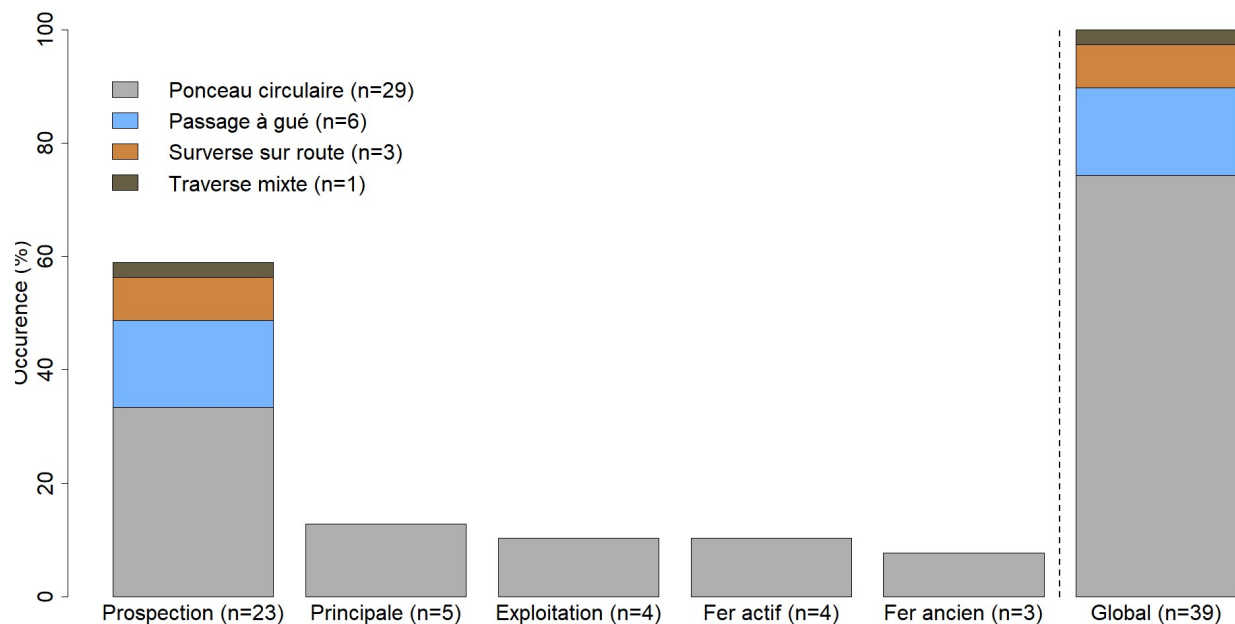 100
80
60
40
20
0
Occurence (%)
Ponceau circulaire (n=29)
Passage à gué (n=6)
Surverse sur route (n=3)
Traverse mixte (n=1)
Prospection (n=23)
Principale (n=5)
Exploitation (n=4)
Fer actif (n=4)
Fer ancien (n=3)
Global (n=39)